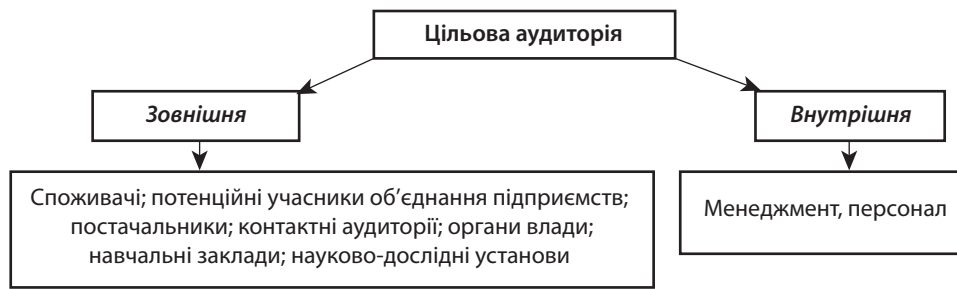 Цільова аудиторія
Зовнішня
Внутрішня
Споживачі; потенційні учасники об’єднання підприємств;
постачальники; контактні аудиторії; органи влади;
навчальні заклади; науково-дослідні установи
Менеджмент, персонал